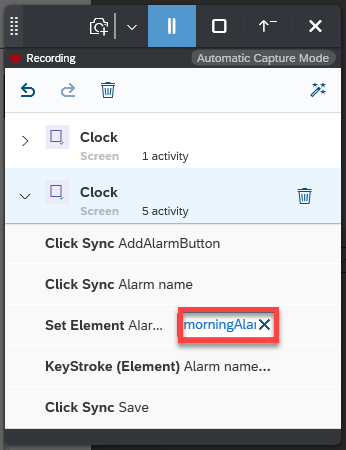 Recording Automatic Capture Mode
Clock
Screen 1 activity
Clock
Screen 5 activity
Click Sync AddAlarmButton
Click Sync Alarm name
Set Element Alar... morningAlar
KeyStroke (Element) Alarm name...
Click Sync Save